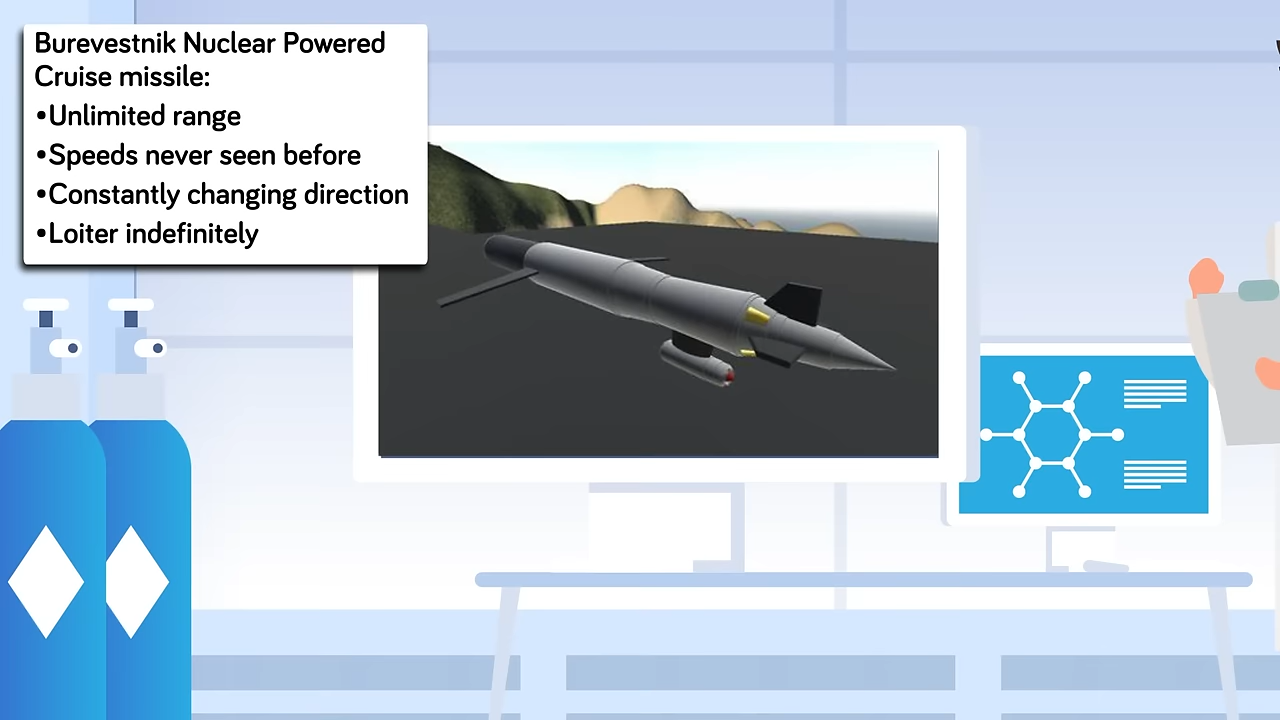 Burevestnik Nuclear Powered
Cruise missile:
•Unlimited range
•Speeds never seen before
•Constantly changing direction
•Loiter indefinitely